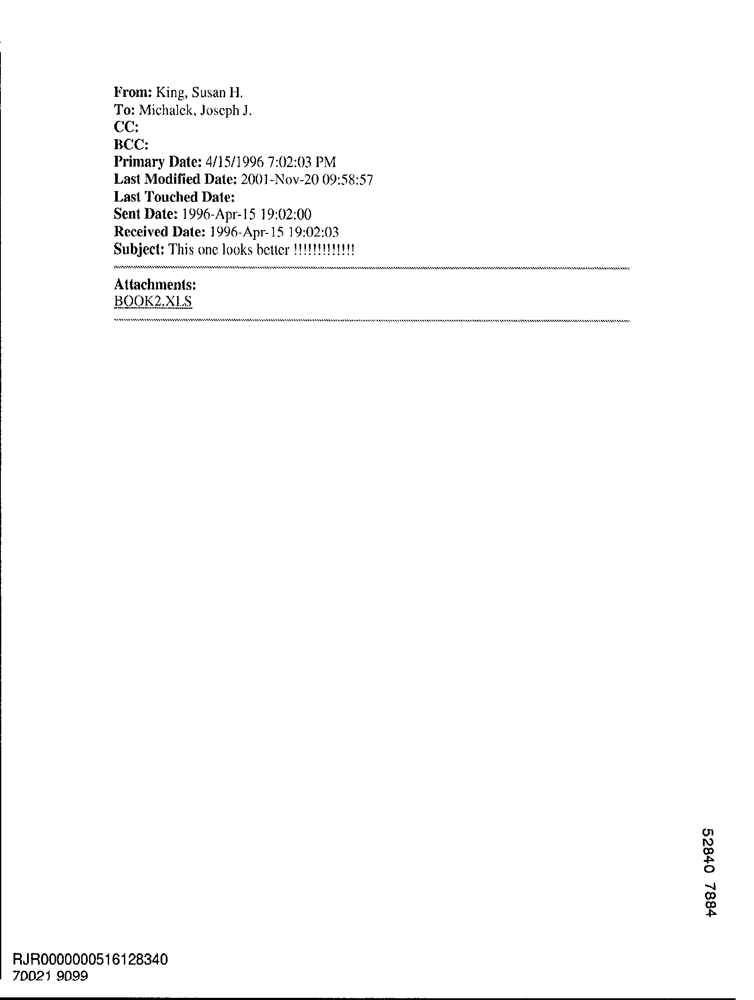 From: King, Susan H.
To: Michalek, Joseph J.
CC:
BCC:
Primary Date: 4/15/1996 7:02:03 PM
Last Modified Date: 2001-Nov-20 09:58:57
Last Touched Date:
Sent Date: 1996-Apr-15 19:02:00
Received Date: 1996-Apr-15 19:02:03
Subject: This one looks better !!!!!!!!!!!!!
Attachments:
BOOK2.XLS
52840 7884
RJR0000000516128340
70021 9099